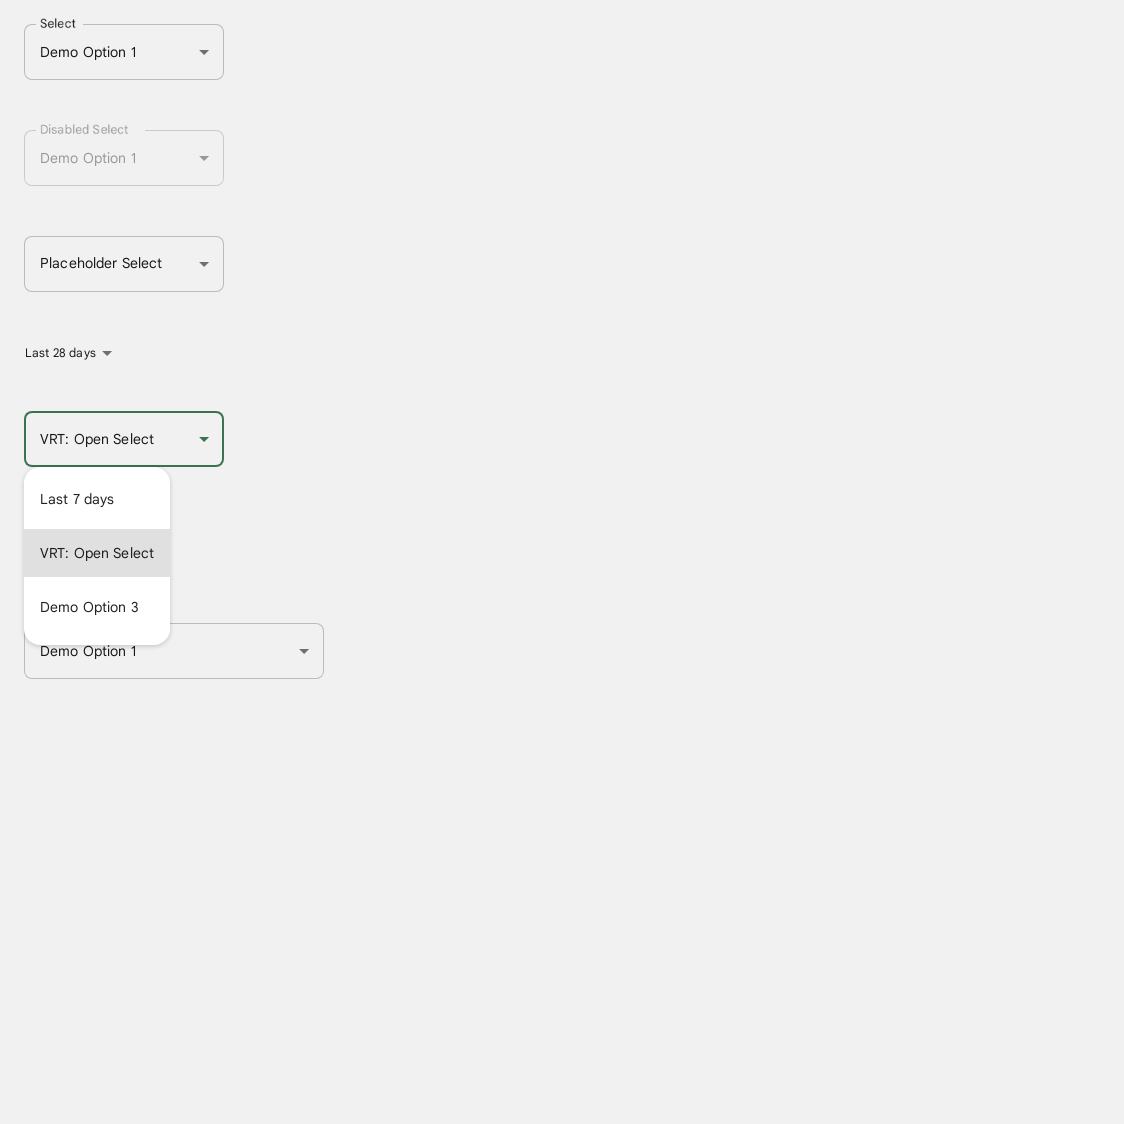 Select
Demo Option 1
Disabled Select
Demo Option 1
Placeholder Select
Last 28 days
VRT: Open Select
Last 7 days
VRT: Open Select
Demo Option 3
Demo Option 1